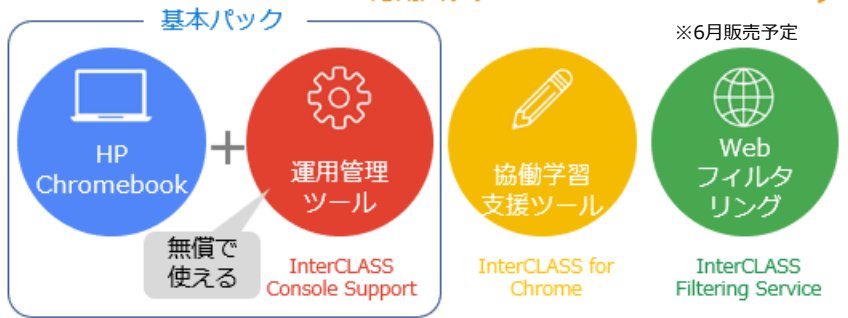 基本パック
※6月販売予定
HP
Chromebook
+
運用管理
ツール
協働学習
支援ツール
Web
フィルタ
リング
無償で
使える
InterCLASS
Console Support
InterCLASS for
Chrome
InterCLASS
Filtering Service